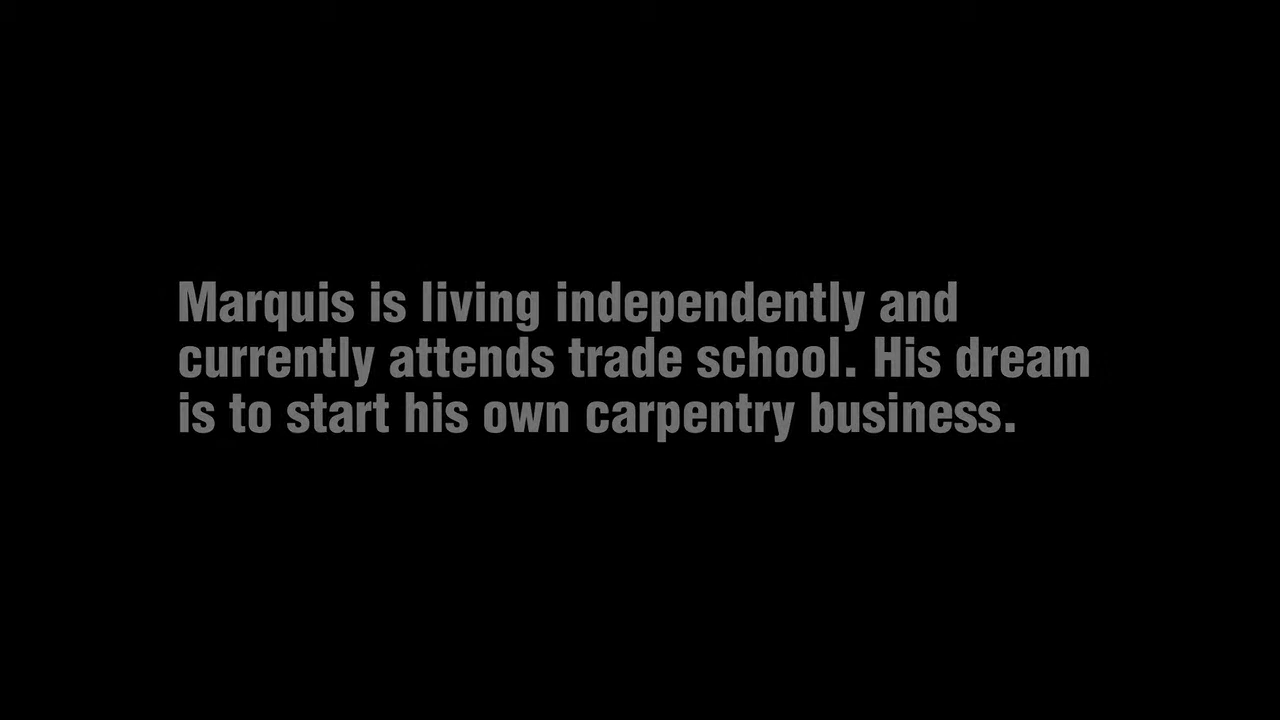 Marquis is living independently and
currently attends trade school. His dream
is to start his own carpentry business.